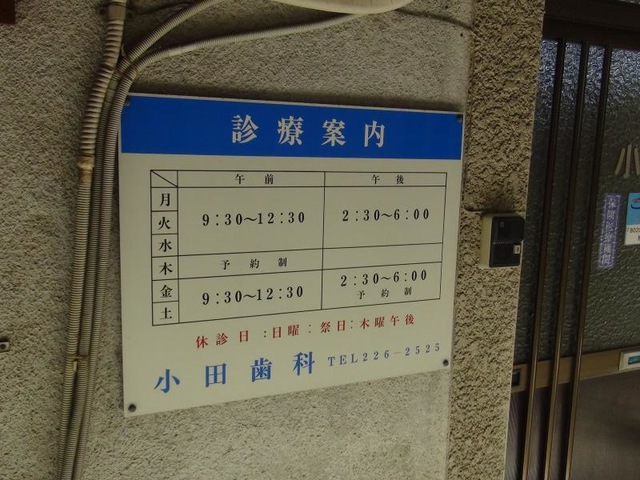 診療案内
午前 午後
月
火 9:30〜12:30 2:30〜6:00
水
木 予約制
金 9:30〜12:30 2:30〜6:00
予約制
土
休診日:日曜:祭日:木曜午後
小田歯科 TEL226-2525
小